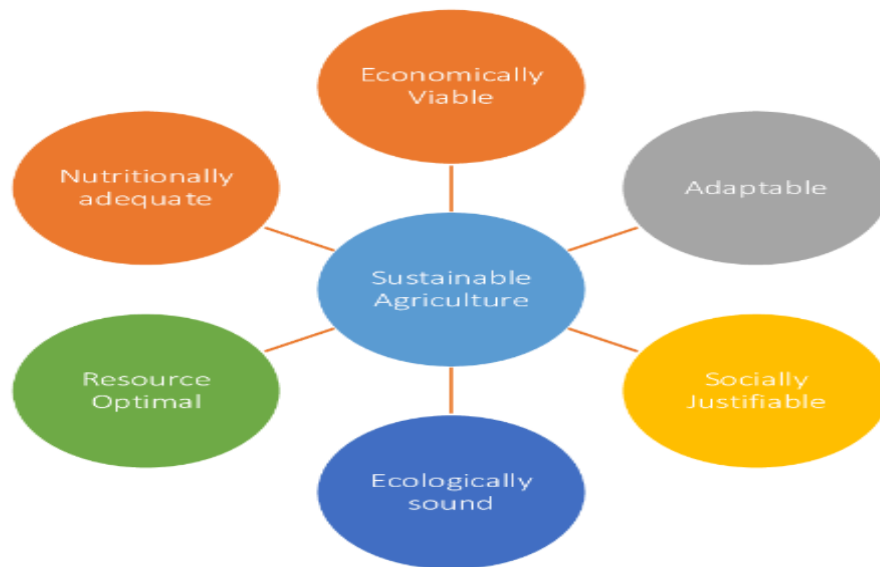 Economically
Viable
Nutritionally
adequate
Adaptable
Sustainable
Agriculture
Resource
Optimal
Socially
Justifiable
Ecologically
sound